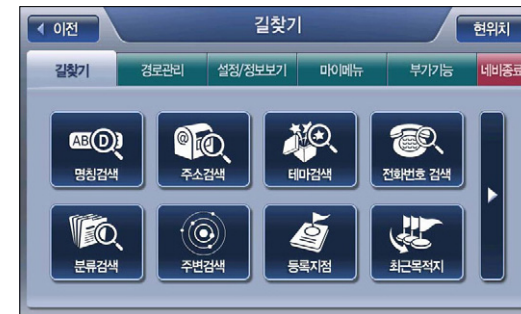 이전 길찾기 현위치
길찾기 경로관리 설정/정보보기 마이메뉴 부가기능 네비종료
AB D
명칭검색 주소검색 테마검색 전화번호 검색
분류검색 주변검색 등록지점 최근목적지